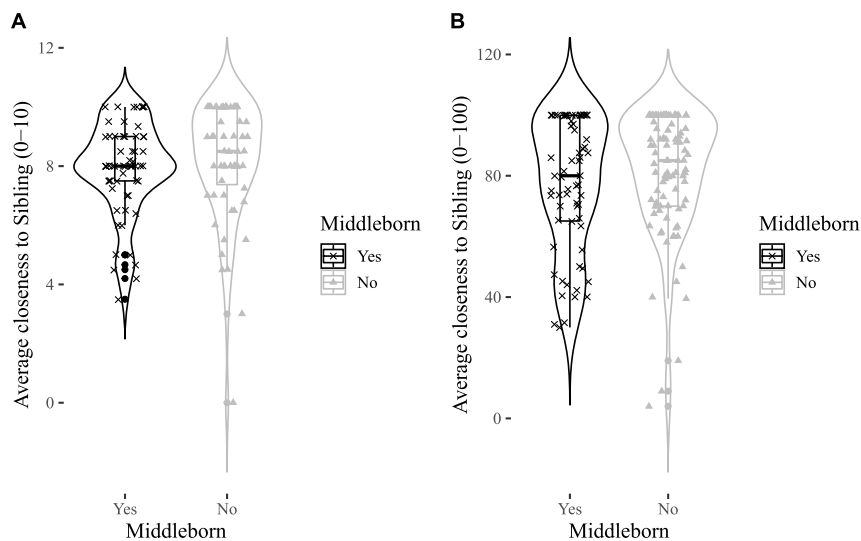 A
Average closeness to Sibling (0−10)
12
8
4
0
Yes
No
Middleborn
Middleborn
Yes
No
B
Average closeness to Sibling (0−100)
120
80
40
0
Yes
No
Middleborn
Middleborn
Yes
No